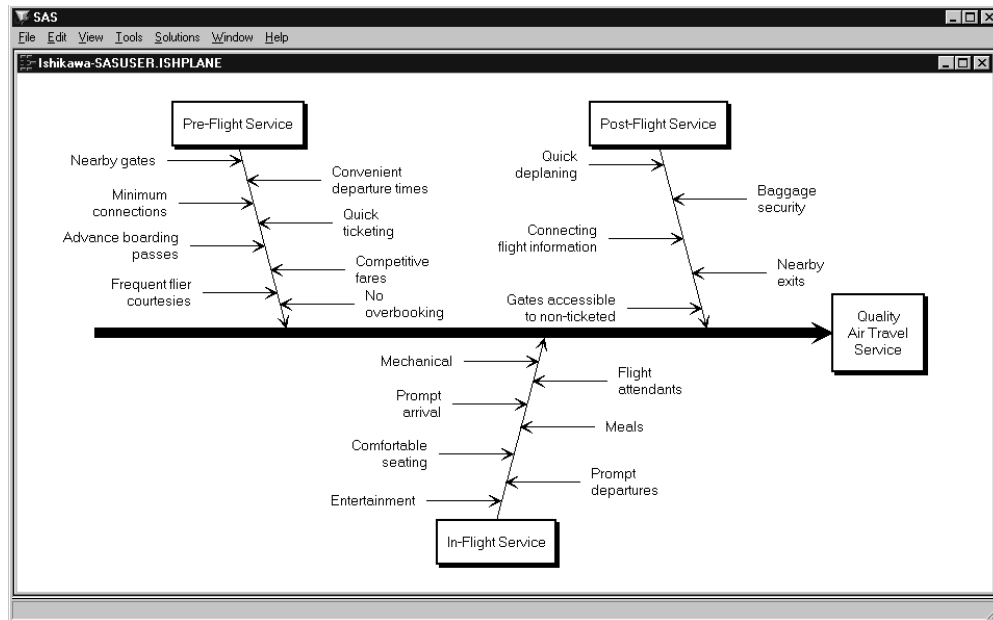 SAS
File Edit View Tools Solutions Window Help
Ishikawa-SASUSER.ISHPLANE
Pre-Flight Service
Post-Flight Service
Nearby gates
Convenient
departure times
Minimum
connections
Quick
ticketing
Advance boarding
passes
Competitive
fares
Frequent flier
courtesies
No
overbooking
Quick
deplaning
Baggage
security
Connecting
flight information
Nearby
exits
Gates accessible
to non-ticketed
Quality
Air Travel
Service
Mechanical
Flight
attendants
Prompt
arrival
Meals
Comfortable
seating
Prompt
departures
Entertainment
In-Flight Service